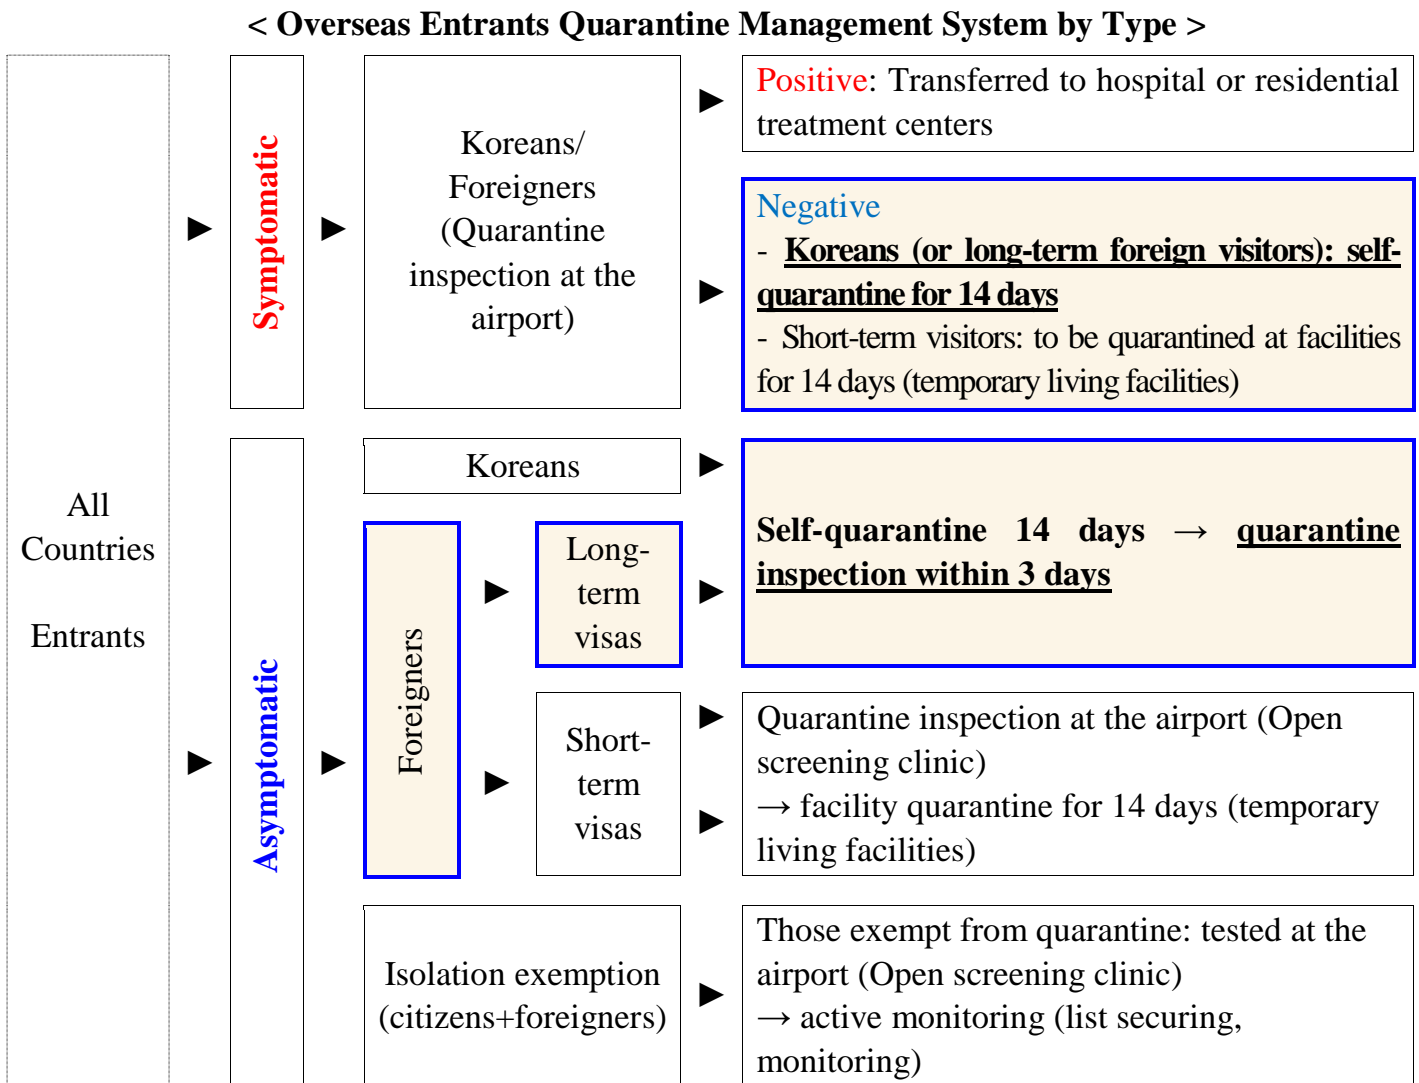 < Overseas Entrants Quarantine Management System by Type >
All
Countries
Entrants
Symptomatic
Koreans/
Foreigners
(Quarantine
inspection at the
airport)
Positive: Transferred to hospital or residential
treatment centers
Negative
- Koreans (or long-term foreign visitors): self-
quarantine for 14 days
- Short-term visitors: to be quarantined at facilities
for 14 days (temporary living facilities)
Asymptomatic
Koreans
Foreigners
Long-
term
visas
Self-quarantine 14 days → quarantine
inspection within 3 days
Short-
term
visas
Quarantine inspection at the airport (Open
screening clinic)
→ facility quarantine for 14 days (temporary
living facilities)
Isolation exemption
(citizens+foreigners)
Those exempt from quarantine: tested at the
airport (Open screening clinic)
→ active monitoring (list securing,
monitoring)